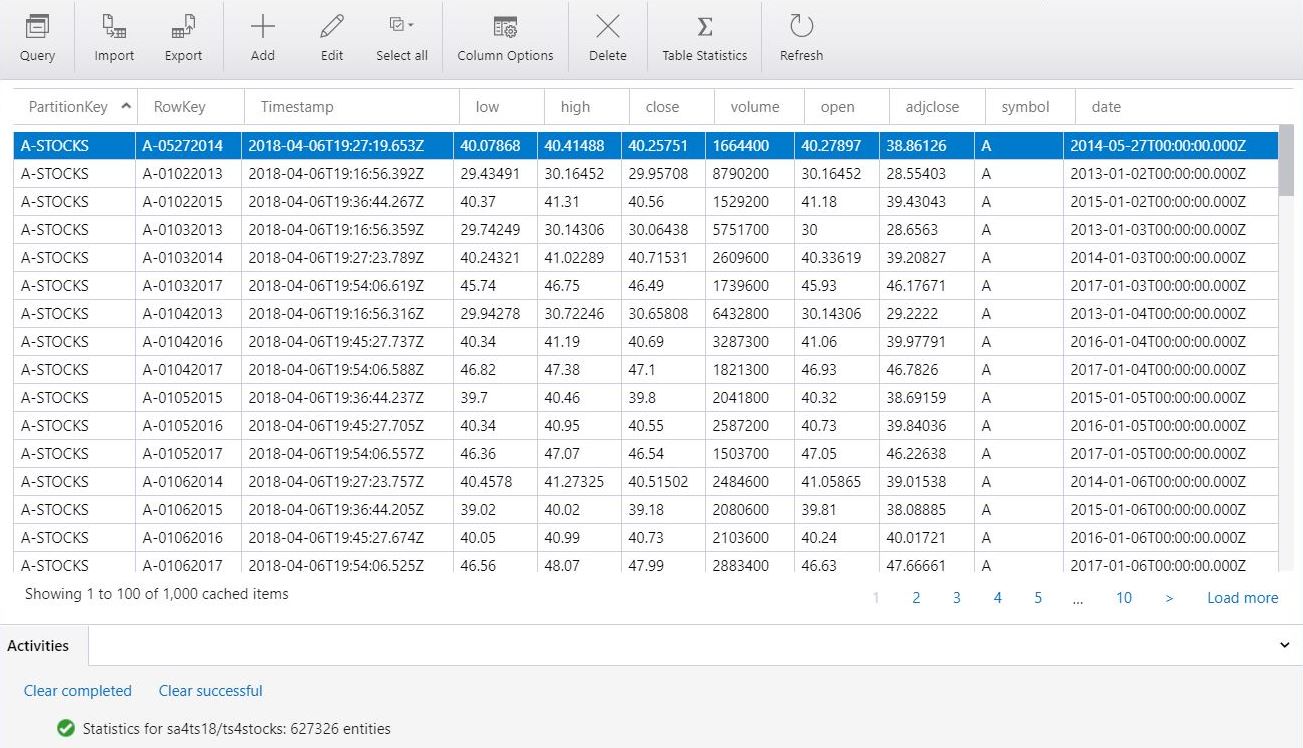 Query Import Export Add Edit Select all Column Options Delete Table Statistics Refresh
PartitionKey RowKey Timestamp low high close volume open adjclose symbol date
A-STOCKS A-05272014 2018-04-06T19:27:19.653Z 40.07868 40.41488 40.25751 1664400 40.27897 38.86126 A 2014-05-27T00:00:00.000Z
A-STOCKS A-01022013 2018-04-06T19:16:56.392Z 29.43491 30.16452 29.95708 8790200 30.16452 28.55403 A 2013-01-02T00:00:00.000Z
A-STOCKS A-01022015 2018-04-06T19:36:44.267Z 40.37 41.31 40.56 1529200 41.18 39.43043 A 2015-01-02T00:00:00.000Z
A-STOCKS A-01032013 2018-04-06T19:16:56.359Z 29.74249 30.14306 30.06438 5751700 30 28.6563 A 2013-01-03T00:00:00.000Z
A-STOCKS A-01032014 2018-04-06T19:27:23.789Z 40.24321 41.02289 40.71531 2609600 40.33619 39.20827 A 2014-01-03T00:00:00.000Z
A-STOCKS A-01032017 2018-04-06T19:54:06.619Z 45.74 46.75 46.49 1739600 45.93 46.17671 A 2017-01-03T00:00:00.000Z
A-STOCKS A-01042013 2018-04-06T19:16:56.316Z 29.94278 30.72246 30.65808 6432800 30.14306 29.2222 A 2013-01-04T00:00:00.000Z
A-STOCKS A-01042016 2018-04-06T19:45:27.737Z 40.34 41.19 40.69 3287300 41.06 39.97791 A 2016-01-04T00:00:00.000Z
A-STOCKS A-01042017 2018-04-06T19:54:06.588Z 46.82 47.38 47.1 1821300 46.93 46.7826 A 2017-01-04T00:00:00.000Z
A-STOCKS A-01052015 2018-04-06T19:36:44.237Z 39.7 40.46 39.8 2041800 40.32 38.69159 A 2015-01-05T00:00:00.000Z
A-STOCKS A-01052016 2018-04-06T19:45:27.705Z 40.34 40.95 40.55 2587200 40.73 39.84036 A 2016-01-05T00:00:00.000Z
A-STOCKS A-01052017 2018-04-06T19:54:06.557Z 46.36 47.07 46.54 1503700 47.05 46.22638 A 2017-01-05T00:00:00.000Z
A-STOCKS A-01062014 2018-04-06T19:27:23.757Z 40.4578 41.27325 40.51502 2484600 41.05865 39.01538 A 2014-01-06T00:00:00.000Z
A-STOCKS A-01062015 2018-04-06T19:36:44.205Z 39.02 40.02 39.18 2080600 39.81 38.08885 A 2015-01-06T00:00:00.000Z
A-STOCKS A-01062016 2018-04-06T19:45:27.674Z 40.05 40.99 40.73 2103600 40.24 40.01721 A 2016-01-06T00:00:00.000Z
A-STOCKS A-01062017 2018-04-06T19:54:06.525Z 46.56 48.07 47.99 2883400 46.63 47.66661 A 2017-01-06T00:00:00.000Z
Showing 1 to 100 of 1,000 cached items 1 2 3 4 5 ... 10 > Load more
Activities
Clear completed Clear successful
Statistics for sa4ts18/ts4stocks: 627326 entities